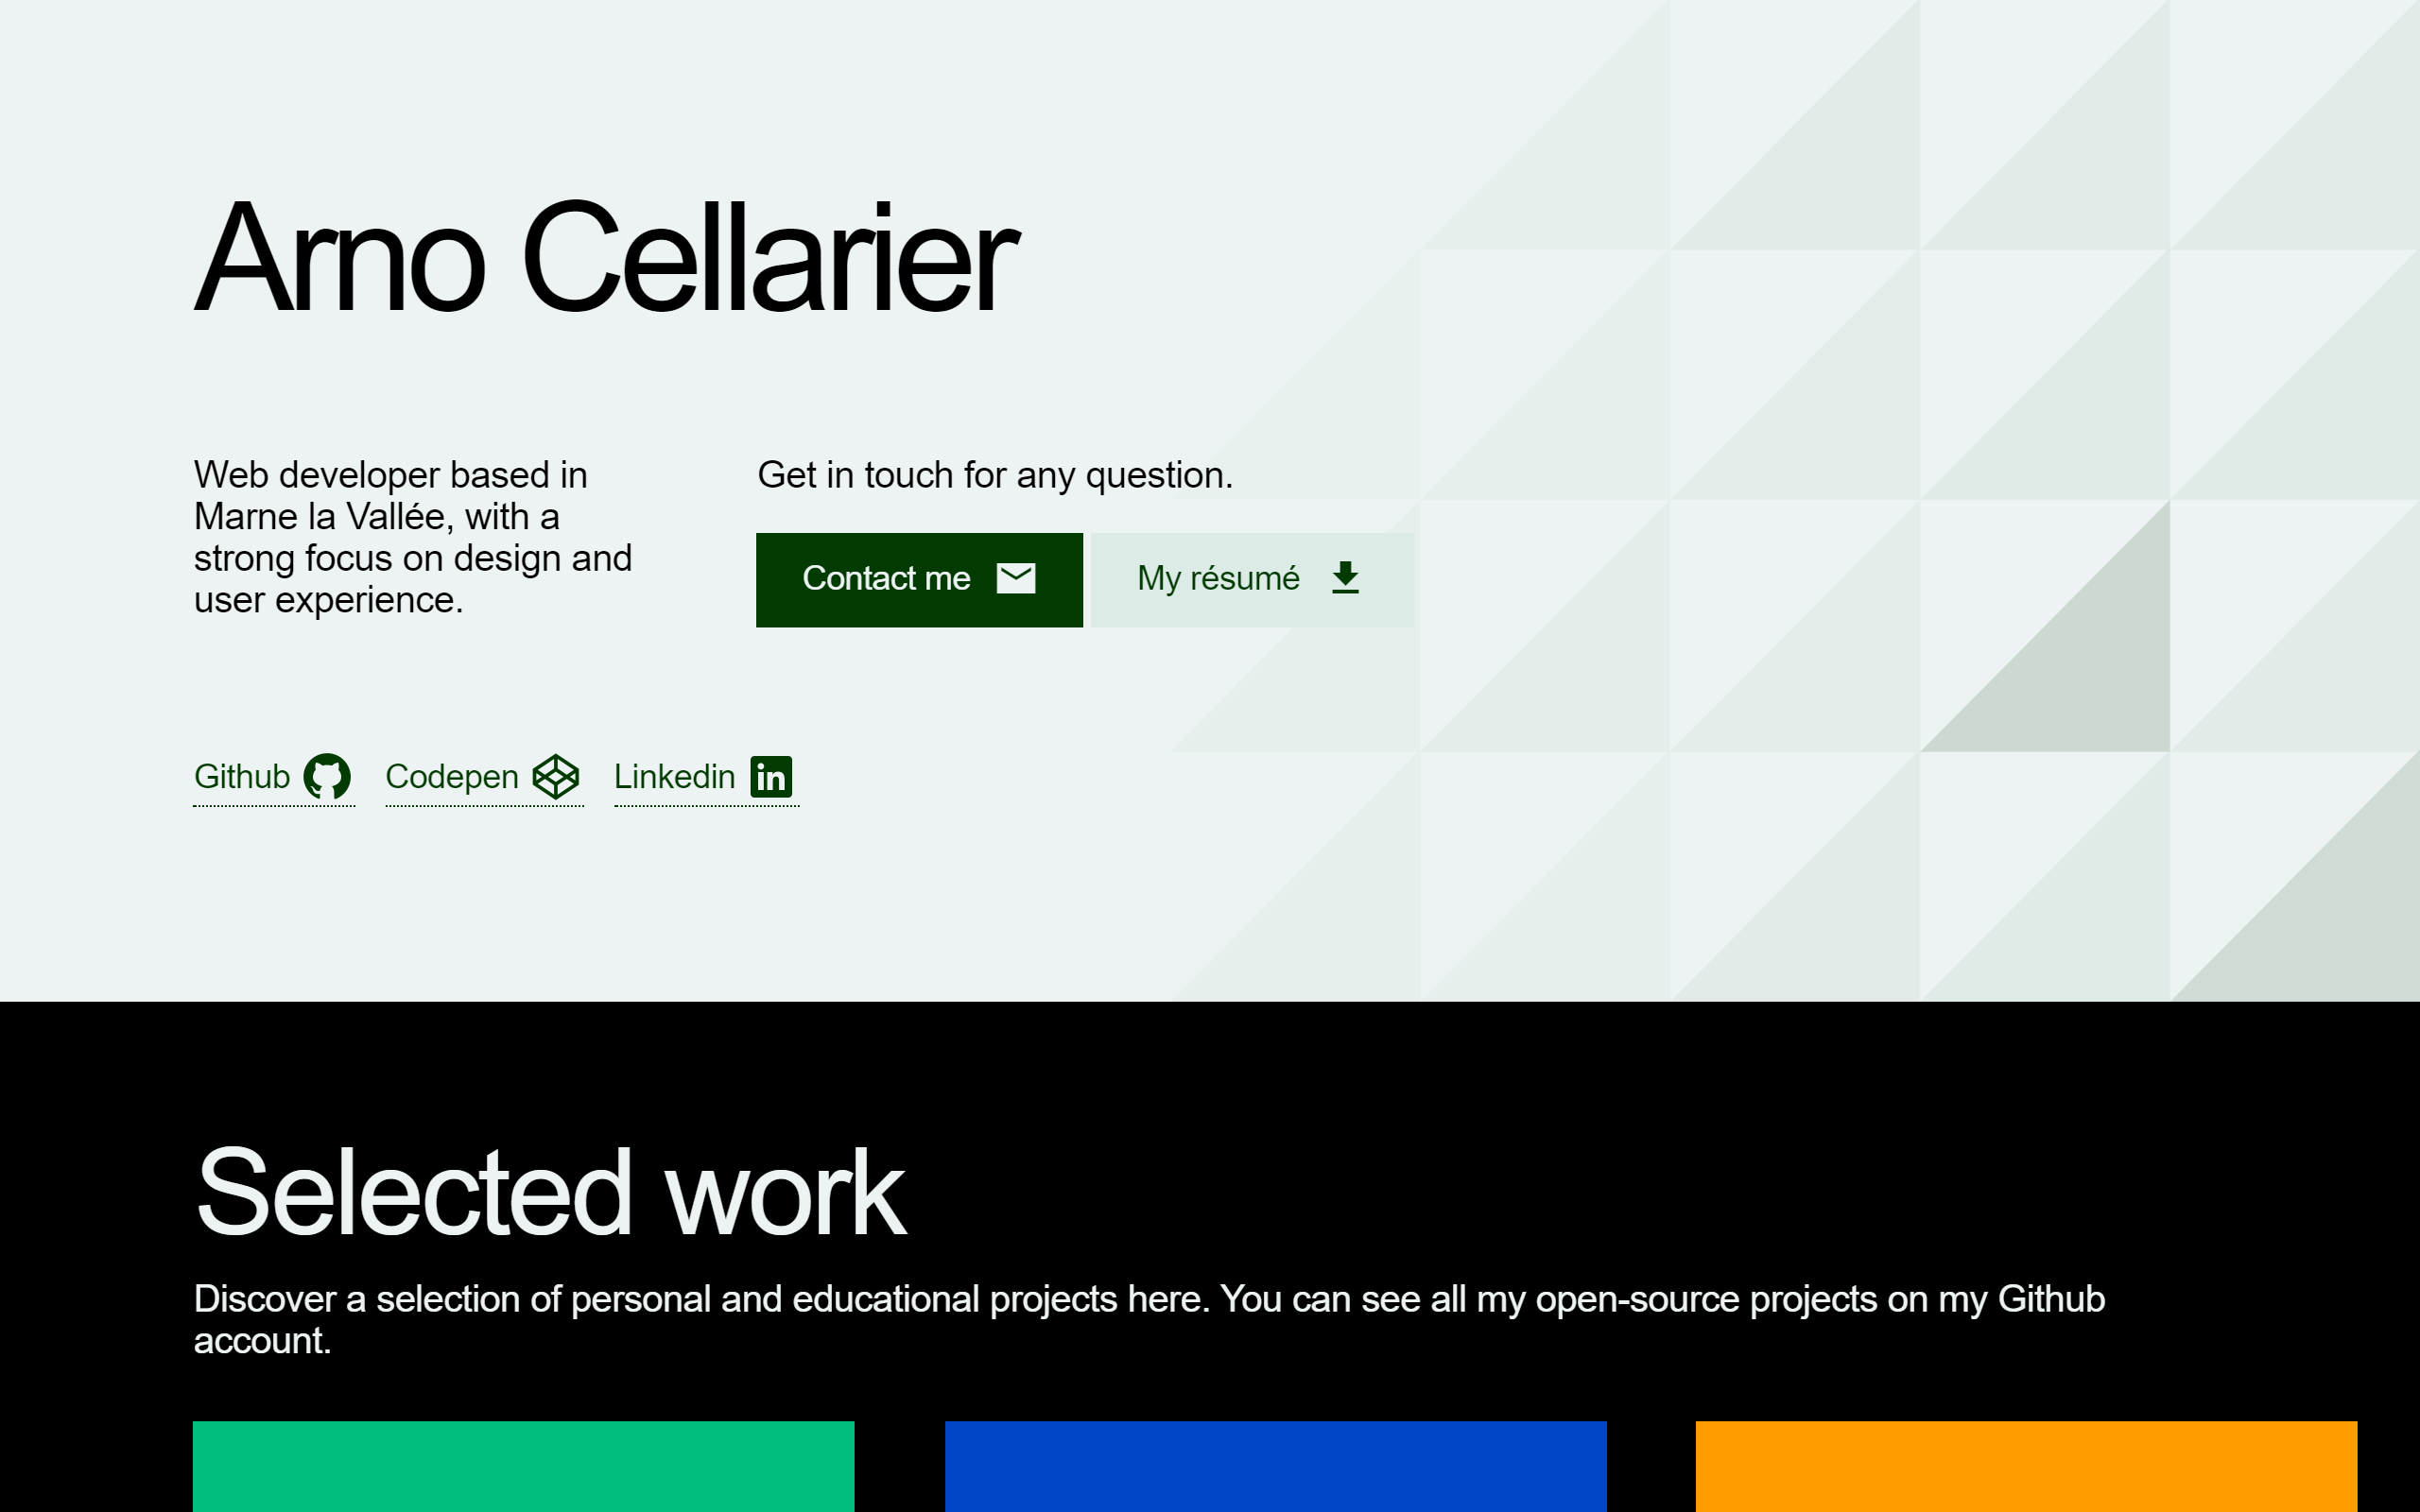 Arno Cellarier
Web developer based in
Marne la Vallée, with a
strong focus on design and
user experience.
Get in touch for any question.
Contact me
My résumé
Github
Codepen
Linkedin
Selected work
Discover a selection of personal and educational projects here. You can see all my open-source projects on my Github
account.